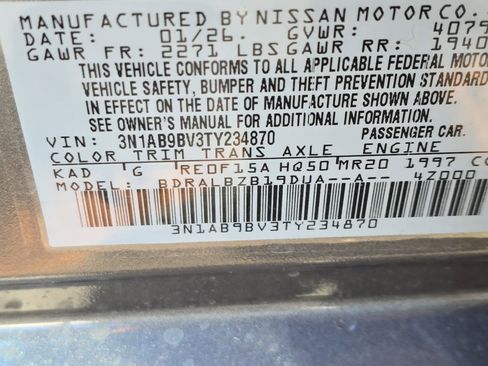 MANUFACTURED BY NISSAN MOTOR CO.,
DATE: 01/26. GVWR: 4079
GAWR FR: 2271 LBS GAWR RR: 1940
THIS VEHICLE CONFORMS TO ALL APPLICABLE FEDERAL MOTOR
VEHICLE SAFETY, BUMPER AND THEFT PREVENTION STANDARD
IN EFFECT ON THE DATE OF MANUFACTURE SHOWN ABOVE.
SEE OWNER'S MANUAL FOR ADDITIONAL INFORMATION.
VIN: 3N1AB9BV3TY234870 PASSENGER CAR.
COLOR TRIM TRANS AXLE ENGINE
KAD G RE0F15A HQ50 MR20 1997 CC
MODEL: BDRALBZB19DUA--A-- 47000
3N1AB9BV3TY234870